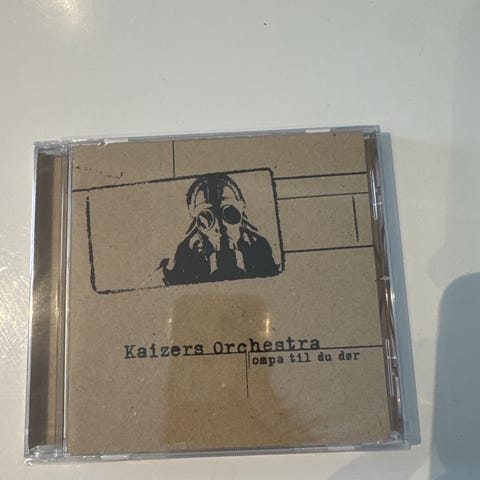 Kaizers Orchestra
ompa til du dør